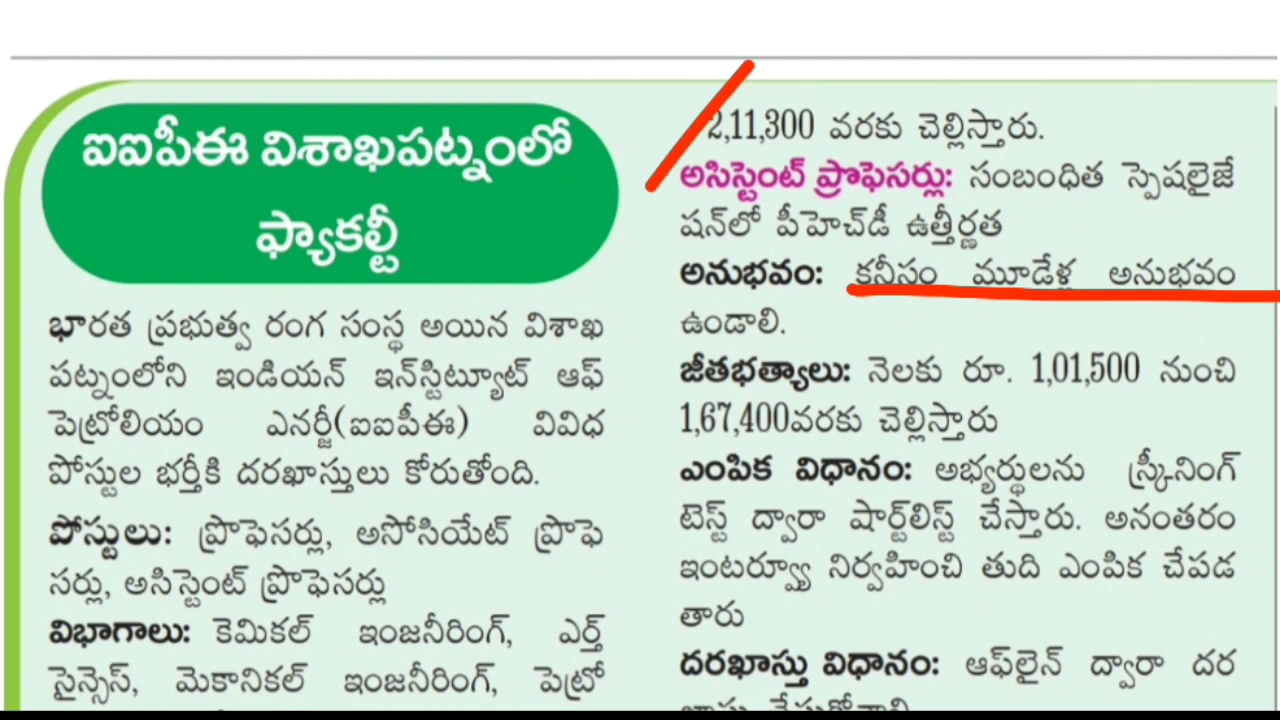 ఐఐపీఈ విశాఖపట్నంలో
ఫ్యాకల్టీ
భారత ప్రభుత్వ రంగ సంస్థ అయిన విశాఖ
పట్నంలోని ఇండియన్ ఇన్‌స్టిట్యూట్ ఆఫ్
పెట్రోలియం ఎనర్జీ(ఐఐపీఈ) వివిధ
పోస్టుల భర్తీకి దరఖాస్తులు కోరుతోంది.
పోస్టులు: ప్రొఫెసర్లు, అసోసియేట్ ప్రొఫె
సర్లు, అసిస్టెంట్ ప్రొఫెసర్లు
విభాగాలు: కెమికల్ ఇంజనీరింగ్, ఎర్త్
సైన్సెస్, మెకానికల్ ఇంజనీరింగ్, పెట్రో
2,11,300 వరకు చెల్లిస్తారు.
అసిస్టెంట్ ప్రొఫెసర్లు: సంబంధిత స్పెషలైజే
షన్‌లో పీహెచ్‌డీ ఉత్తీర్ణత
అనుభవం: కనీసం మూడేళ్ల అనుభవం
ఉండాలి.
జీతభత్యాలు: నెలకు రూ. 1,01,500 నుంచి
1,67,400వరకు చెల్లిస్తారు
ఎంపిక విధానం: అభ్యర్థులను స్క్రీనింగ్
టెస్ట్ ద్వారా షార్ట్‌లిస్ట్ చేస్తారు. అనంతరం
ఇంటర్వ్యూ నిర్వహించి తుది ఎంపిక చేపడ
తారు
దరఖాస్తు విధానం: ఆఫ్‌లైన్ ద్వారా దర